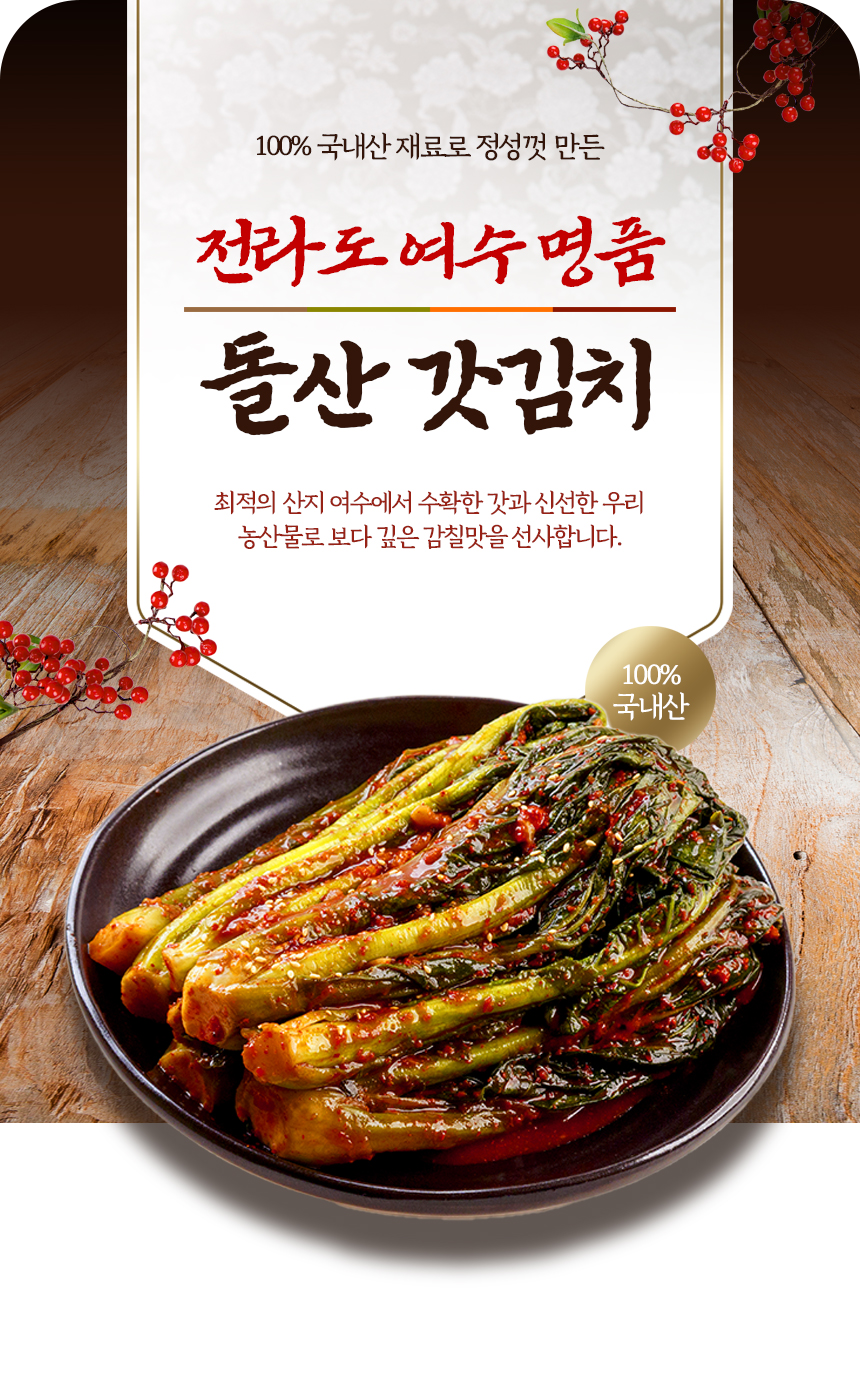 100% 국내산 재료로 정성껏 만든
전라도 여수 명품
돌산 갓김치
최적의 산지 여수에서 수확한 갓과 신선한 우리
농산물로 보다 깊은 감칠맛을 선사합니다.
100%
국내산